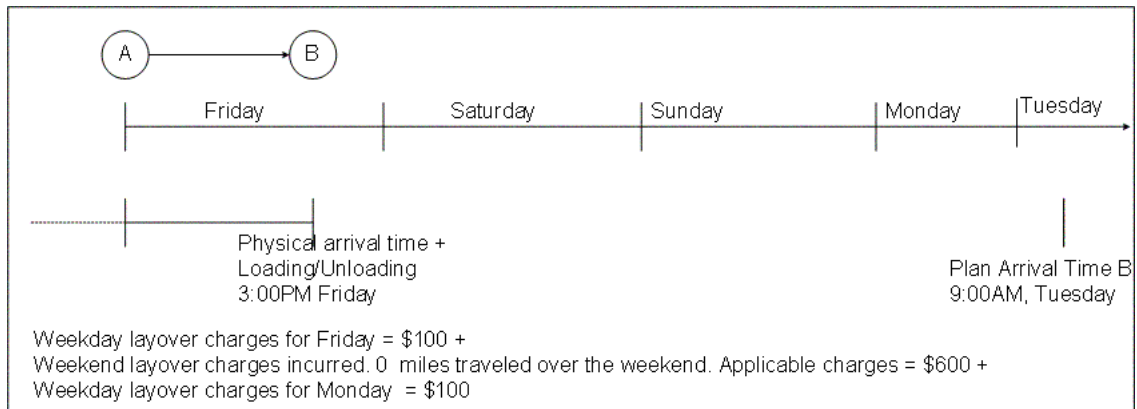 A B
Friday Saturday Sunday Monday Tuesday
Physical arrival time +
Loading/Unloading
3:00PM Friday
Plan Arrival Time B
9:00AM, Tuesday
Weekday layover charges for Friday = $100 +
Weekend layover charges incurred. 0 miles traveled over the weekend. Applicable charges = $600 +
Weekday layover charges for Monday = $100